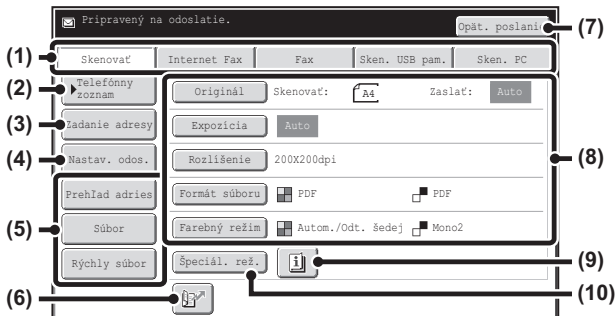 Pripravený na odoslatie.
Opät. poslanie
(7)
(1)
Skenovať
Internet Fax
Fax
Sken. USB pam.
Sken. PC
(2)
Telefónny
zoznam
Originál
Skenovať:
A4
Zaslať:
Auto
(3)
Zadanie adresy
Expozícia
Auto
(4)
Nastav. odos.
Rozlíšenie
200X200dpi
(8)
Prehľad adries
Formát súboru
PDF
PDF
(5)
Súbor
Farebný režim
Autom./Odt. šedej
Mono2
Rýchly súbor
Špeciál. rež.
(9)
(10)
(6)